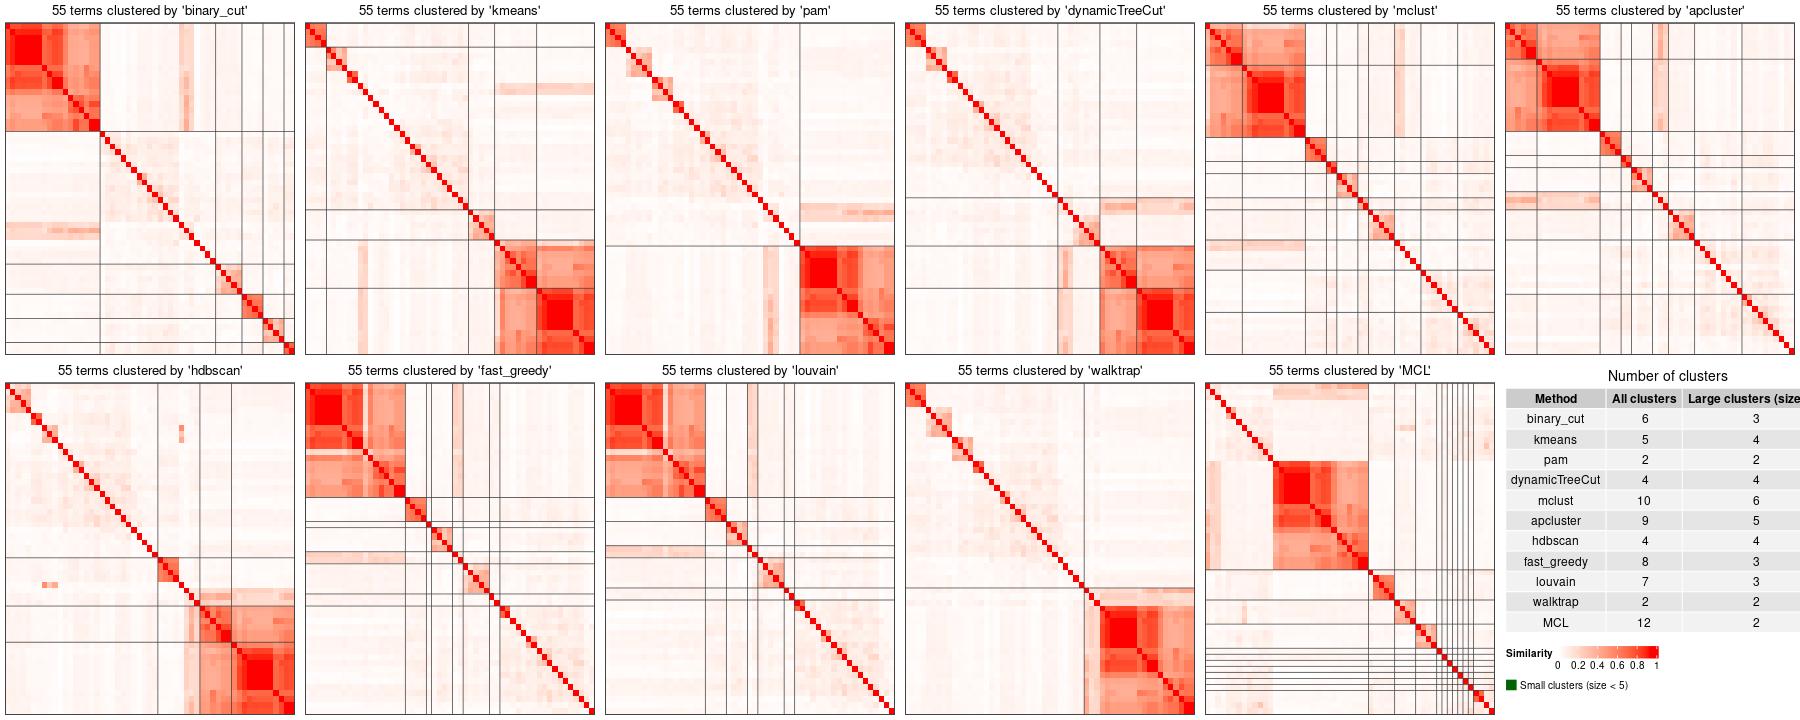 55 terms clustered by 'binary_cut'
55 terms clustered by 'kmeans'
55 terms clustered by 'pam'
55 terms clustered by 'dynamicTreeCut'
55 terms clustered by 'mclust'
55 terms clustered by 'apcluster'
55 terms clustered by 'hdbscan'
55 terms clustered by 'fast_greedy'
55 terms clustered by 'louvain'
55 terms clustered by 'walktrap'
55 terms clustered by 'MCL'
Number of clusters
Method All clusters Large clusters (size
binary_cut 6 3
kmeans 5 4
pam 2 2
dynamicTreeCut 4 4
mclust 10 6
apcluster 9 5
hdbscan 4 4
fast_greedy 8 3
louvain 7 3
walktrap 2 2
MCL 12 2
Similarity
0 0.2 0.4 0.6 0.8 1
Small clusters (size < 5)